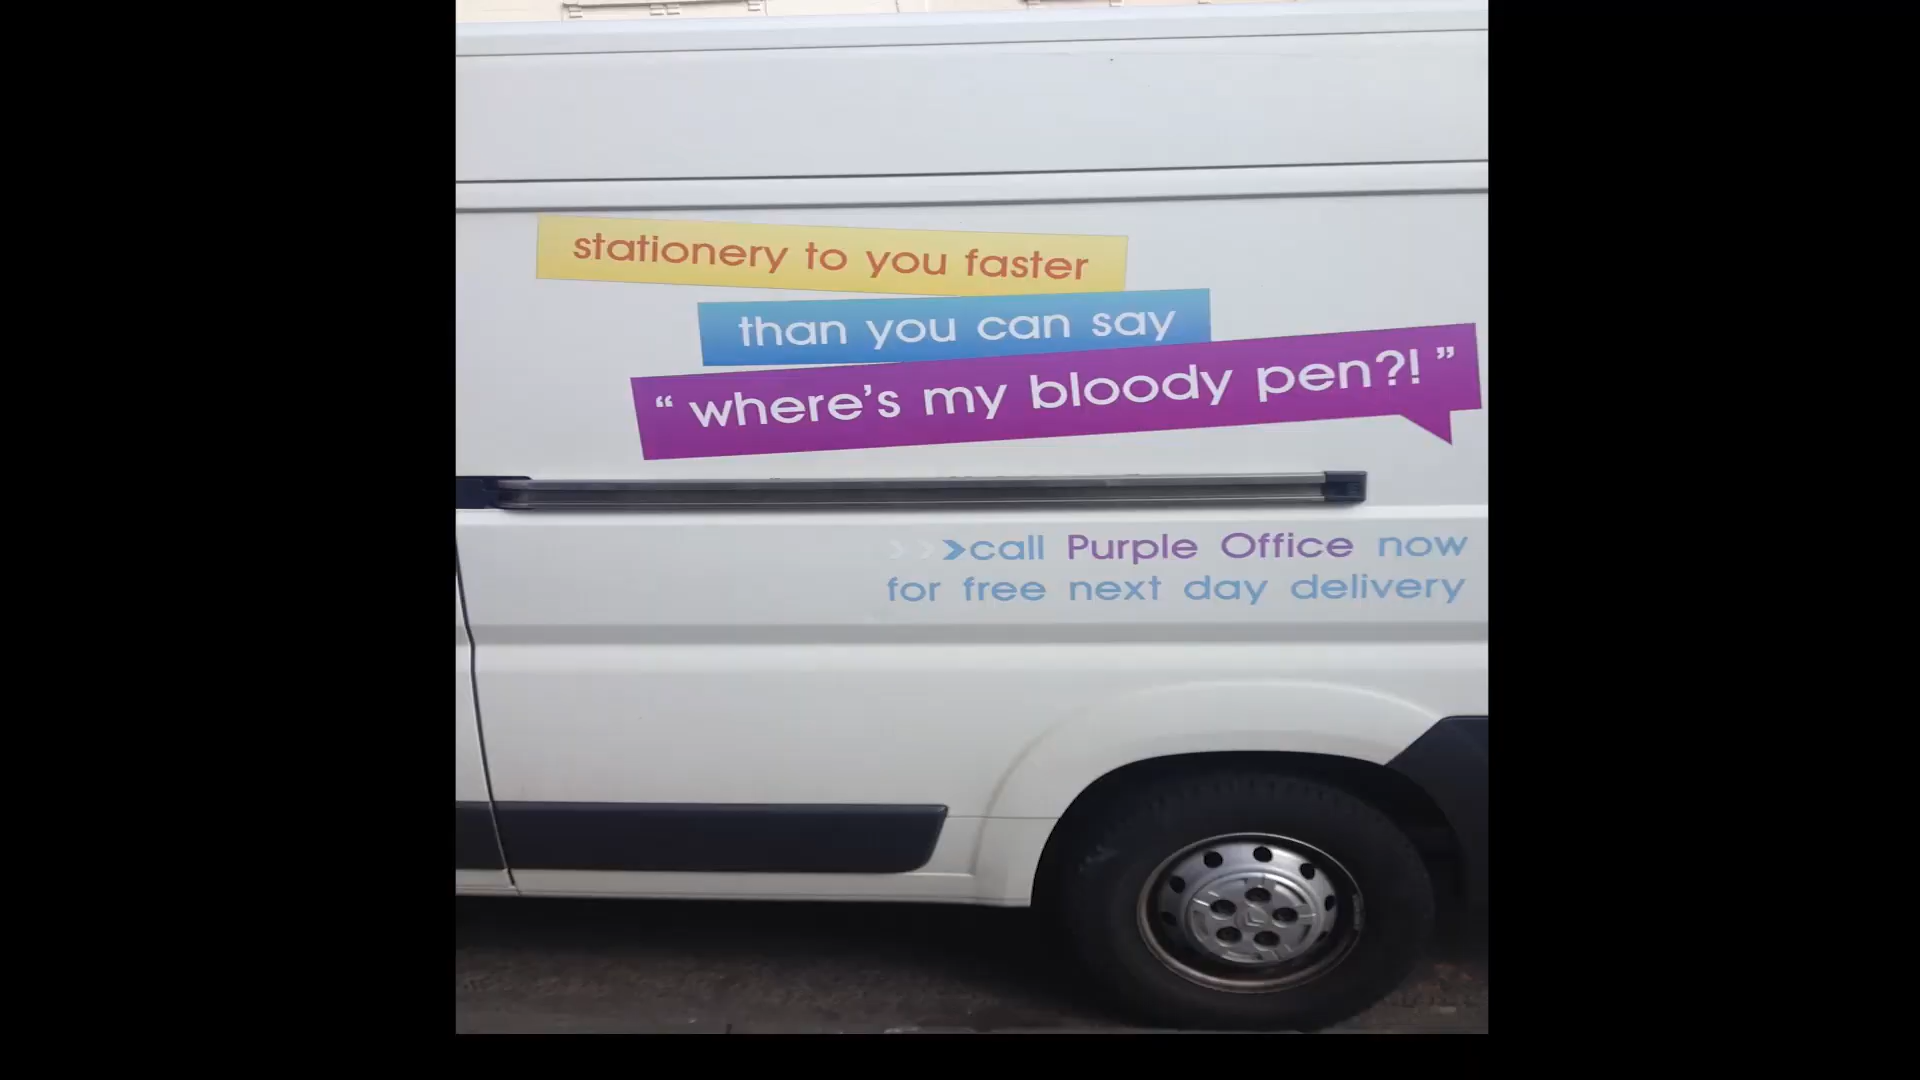 stationery to you faster
than you can say
“ where's my bloody pen?! ”
call Purple Office now
for free next day delivery